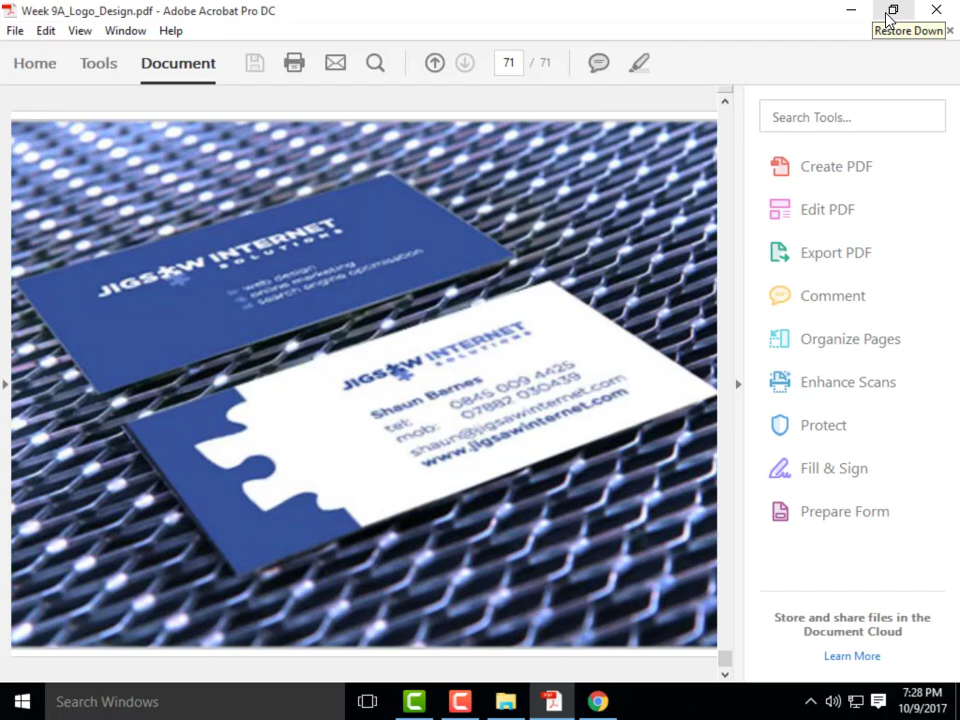 Week 9A_Logo_Design.pdf - Adobe Acrobat Pro DC
Restore Down
File Edit View Window Help
Home Tools Document 71 / 71
Search Tools...
Create PDF
Edit PDF
Export PDF
Comment
Organize Pages
Enhance Scans
Protect
Fill & Sign
Prepare Form
Store and share files in the
Document Cloud
Learn More
JIGSAW INTERNET
SOLUTIONS
web design
online marketing
search engine optimisation
JIGSAW INTERNET
SOLUTIONS
Shaun Barnes
tel: 0845 009 4425
mob: 07882 030439
shaun@jigsawinternet.com
www.jigsawinternet.com
Search Windows
7:28 PM
10/9/2017